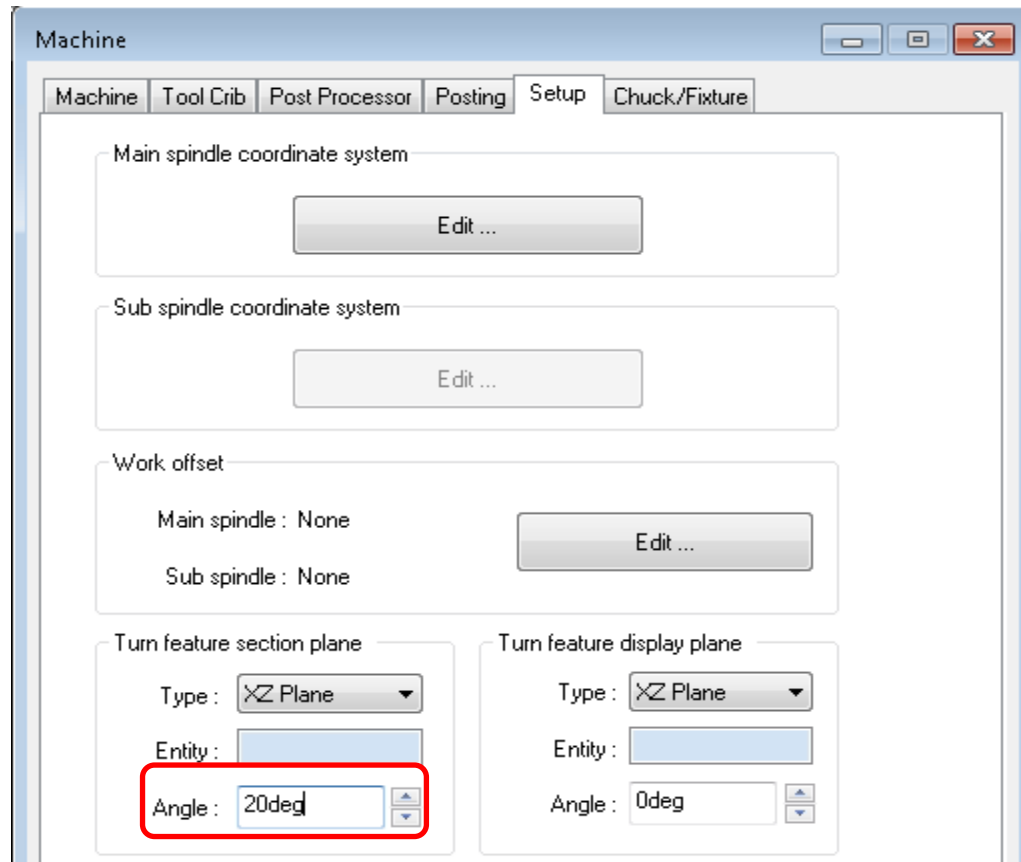 Machine
Machine Tool Crib Post Processor Posting Setup Chuck/Fixture
Main spindle coordinate system
Edit ...
Sub spindle coordinate system
Edit ...
Work offset
Main spindle : None
Edit ...
Sub spindle : None
Turn feature section plane
Type : XZ Plane
Entity :
Angle : 20deg
Turn feature display plane
Type : XZ Plane
Entity :
Angle : 0deg